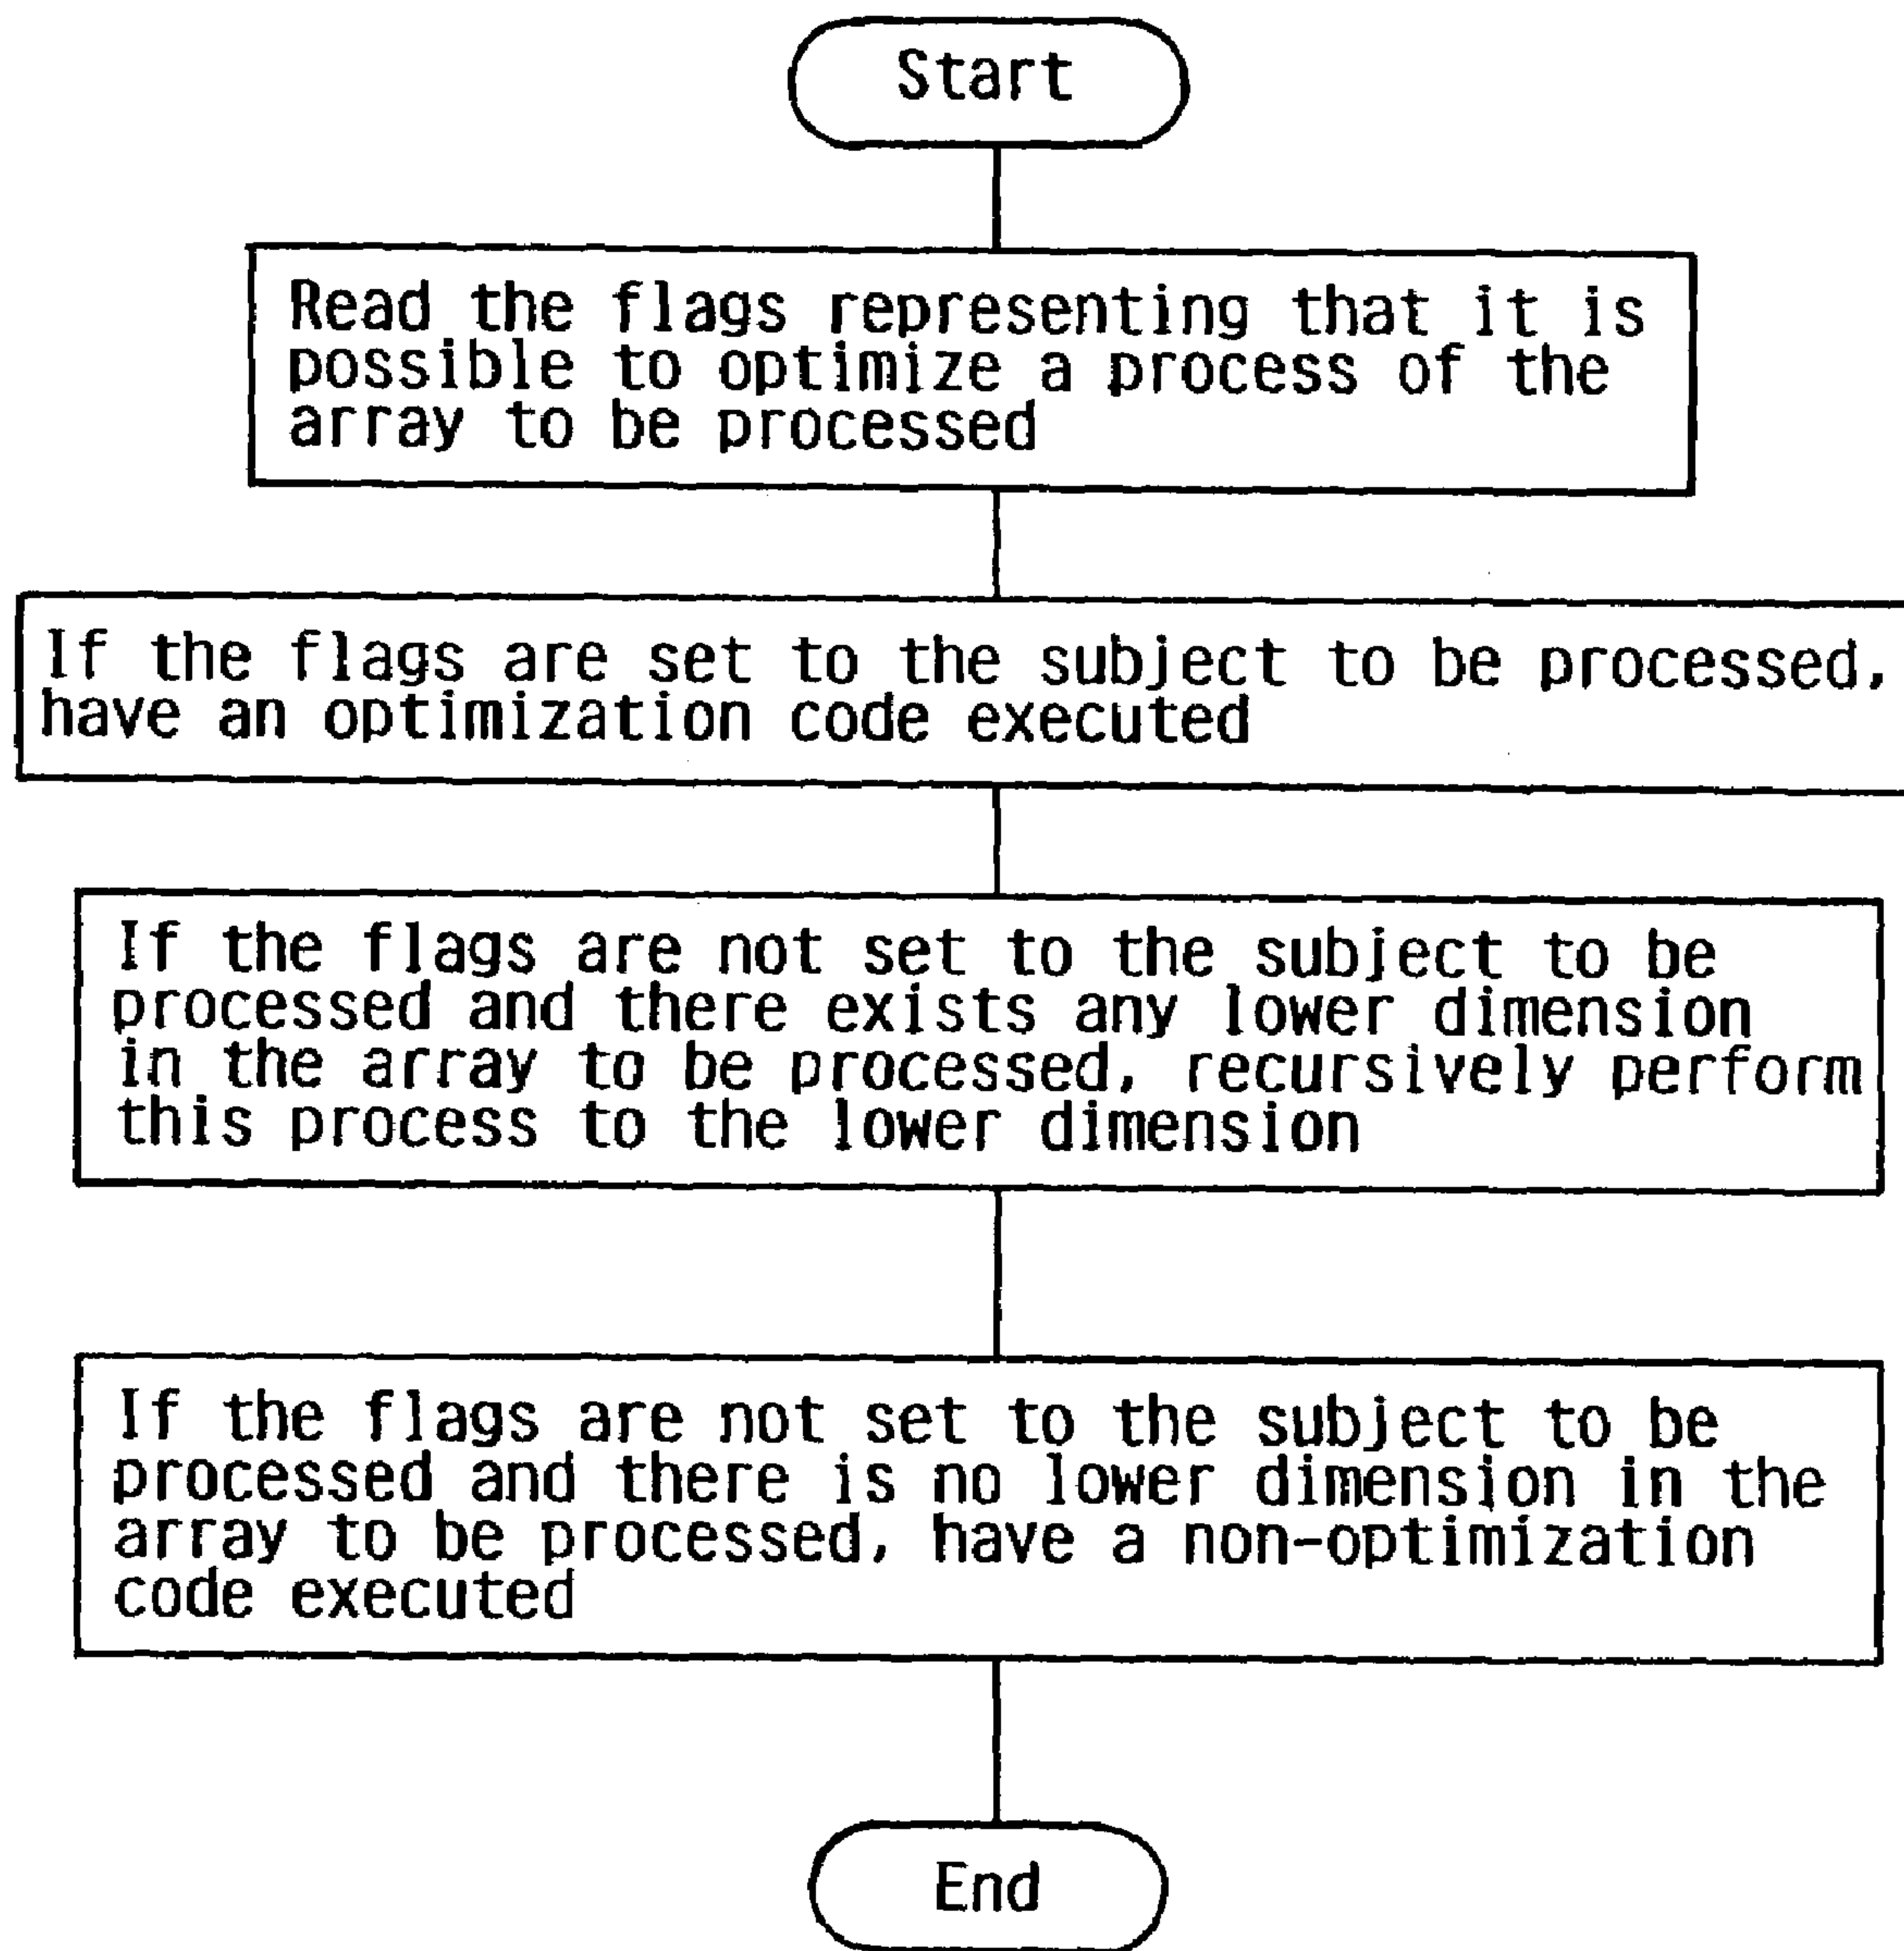 Start
Read the flags representing that it is
possible to optimize a process of the
array to be processed
If the flags are set to the subject to be processed,
have an optimization code executed
If the flags are not set to the subject to be
processed and there exists any lower dimension
in the array to be processed, recursively perform
this process to the lower dimension
If the flags are not set to the subject to be
processed and there is no lower dimension in the
array to be processed, have a non-optimization
code executed
End